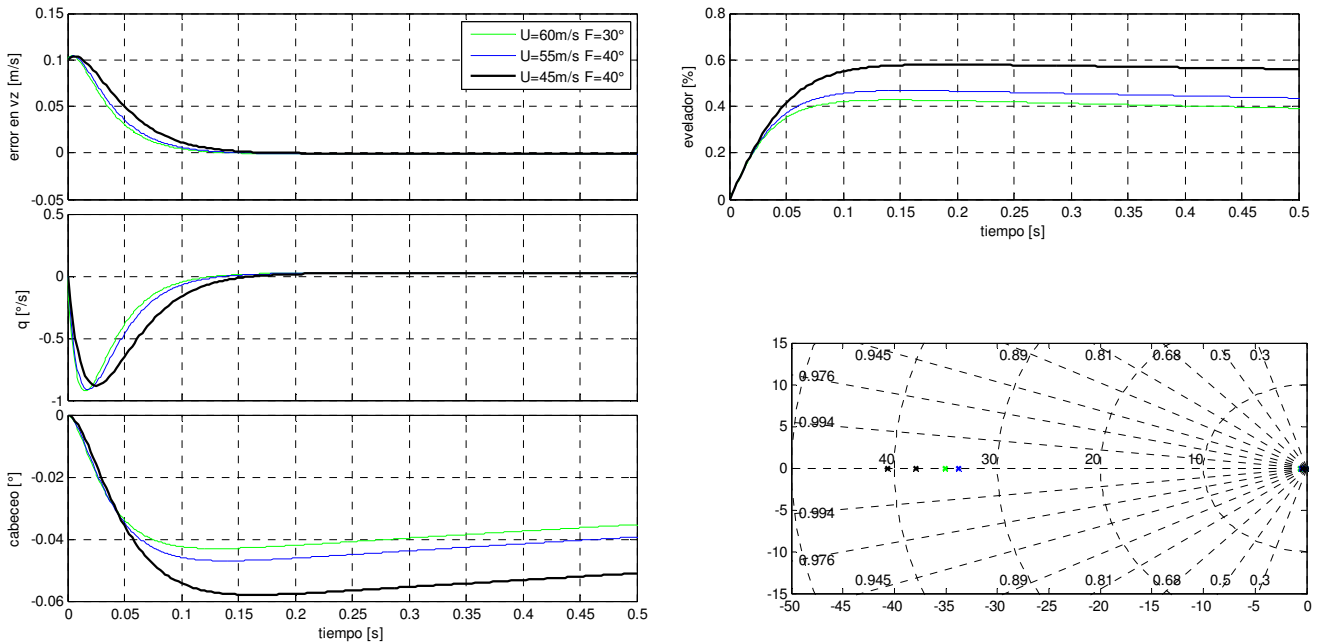 0.15
0.1
0.05
0
-0.05
error en vz [m/s]
U=60m/s F=30°
U=55m/s F=40°
U=45m/s F=40°
0.5
0
-0.5
-1
q [°/s]
0
-0.02
-0.04
-0.06
cabeceo [°]
0 0.05 0.1 0.15 0.2 0.25 0.3 0.35 0.4 0.45 0.5
tiempo [s]
0.8
0.6
0.4
0.2
0
evelador [%]
0 0.05 0.1 0.15 0.2 0.25 0.3 0.35 0.4 0.45 0.5
tiempo [s]
15
10
5
0
-5
-10
-15
0.945 0.89 0.81 0.68 0.5 0.3
0.976
0.994
40 30 20 10
0.994
0.976
0.945 0.89 0.81 0.68 0.5 0.3
-50 -45 -40 -35 -30 -25 -20 -15 -10 -5 0